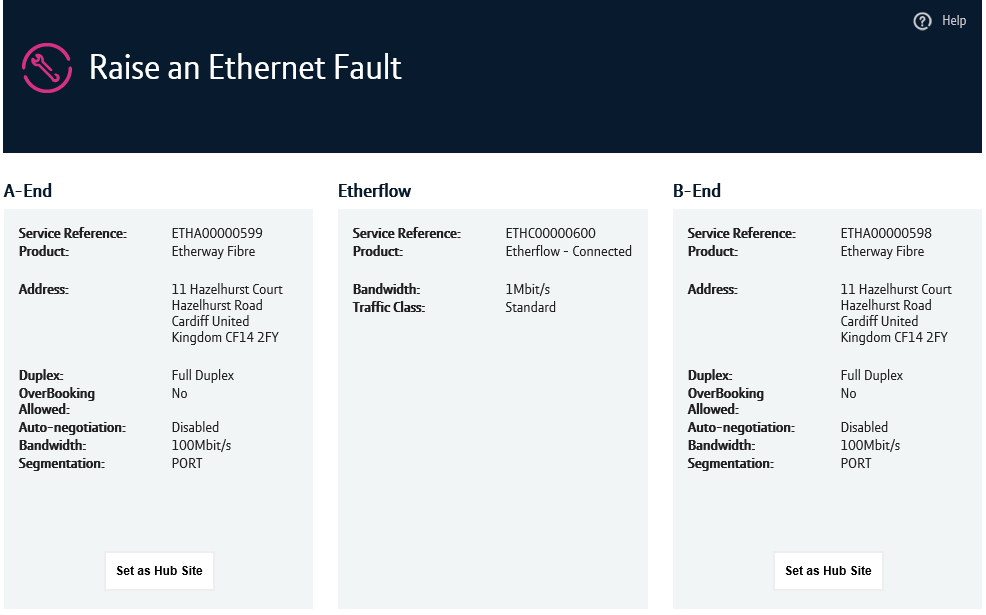 Help
Raise an Ethernet Fault
A-End
Service Reference: ETHA00000599
Product: Etherway Fibre
Address: 11 Hazelhurst Court
Hazelhurst Road
Cardiff United
Kingdom CF14 2FY
Duplex: Full Duplex
OverBooking No
Allowed:
Auto-negotiation: Disabled
Bandwidth: 100Mbit/s
Segmentation: PORT
Set as Hub Site
Etherflow
Service Reference: ETHC00000600
Product: Etherflow - Connected
Bandwidth: 1Mbit/s
Traffic Class: Standard
B-End
Service Reference: ETHA00000598
Product: Etherway Fibre
Address: 11 Hazelhurst Court
Hazelhurst Road
Cardiff United
Kingdom CF14 2FY
Duplex: Full Duplex
OverBooking No
Allowed:
Auto-negotiation: Disabled
Bandwidth: 100Mbit/s
Segmentation: PORT
Set as Hub Site